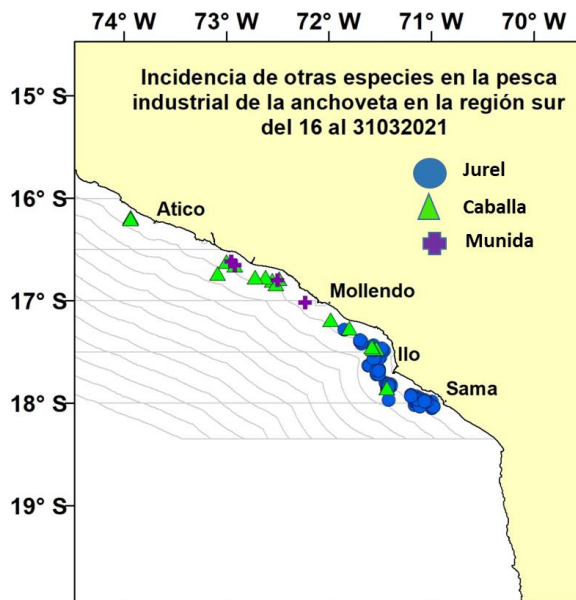 74° W 73° W 72° W 71° W 70° W
Incidencia de otras especies en la pesca
industrial de la anchoveta en la región sur
del 16 al 31032021
15° S
Jurel
16° S
Caballa
Atico
Munida
Mollendo
17° S
Ilo
Sama
18° S
19° S